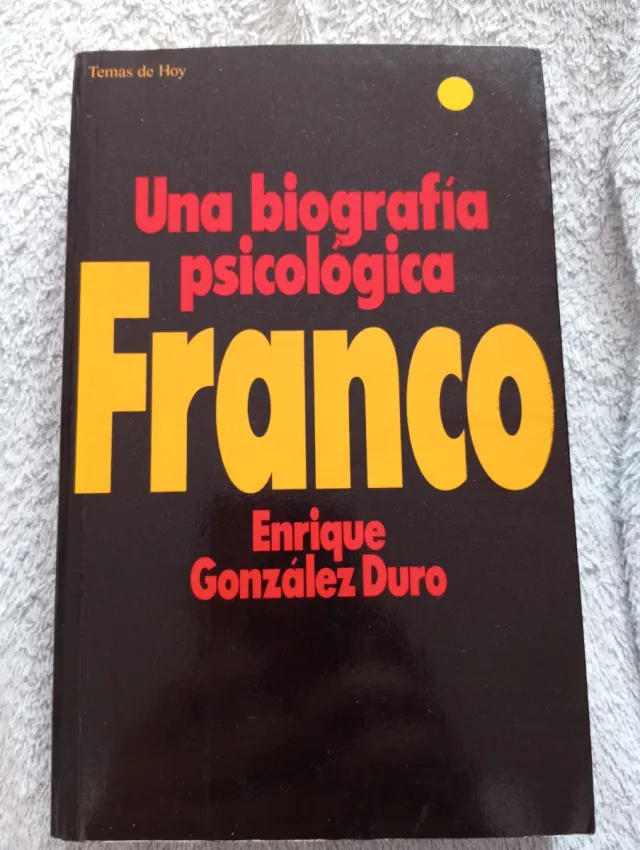 Temas de Hoy
Una biografía
psicológica
Franco
Enrique
González Duro